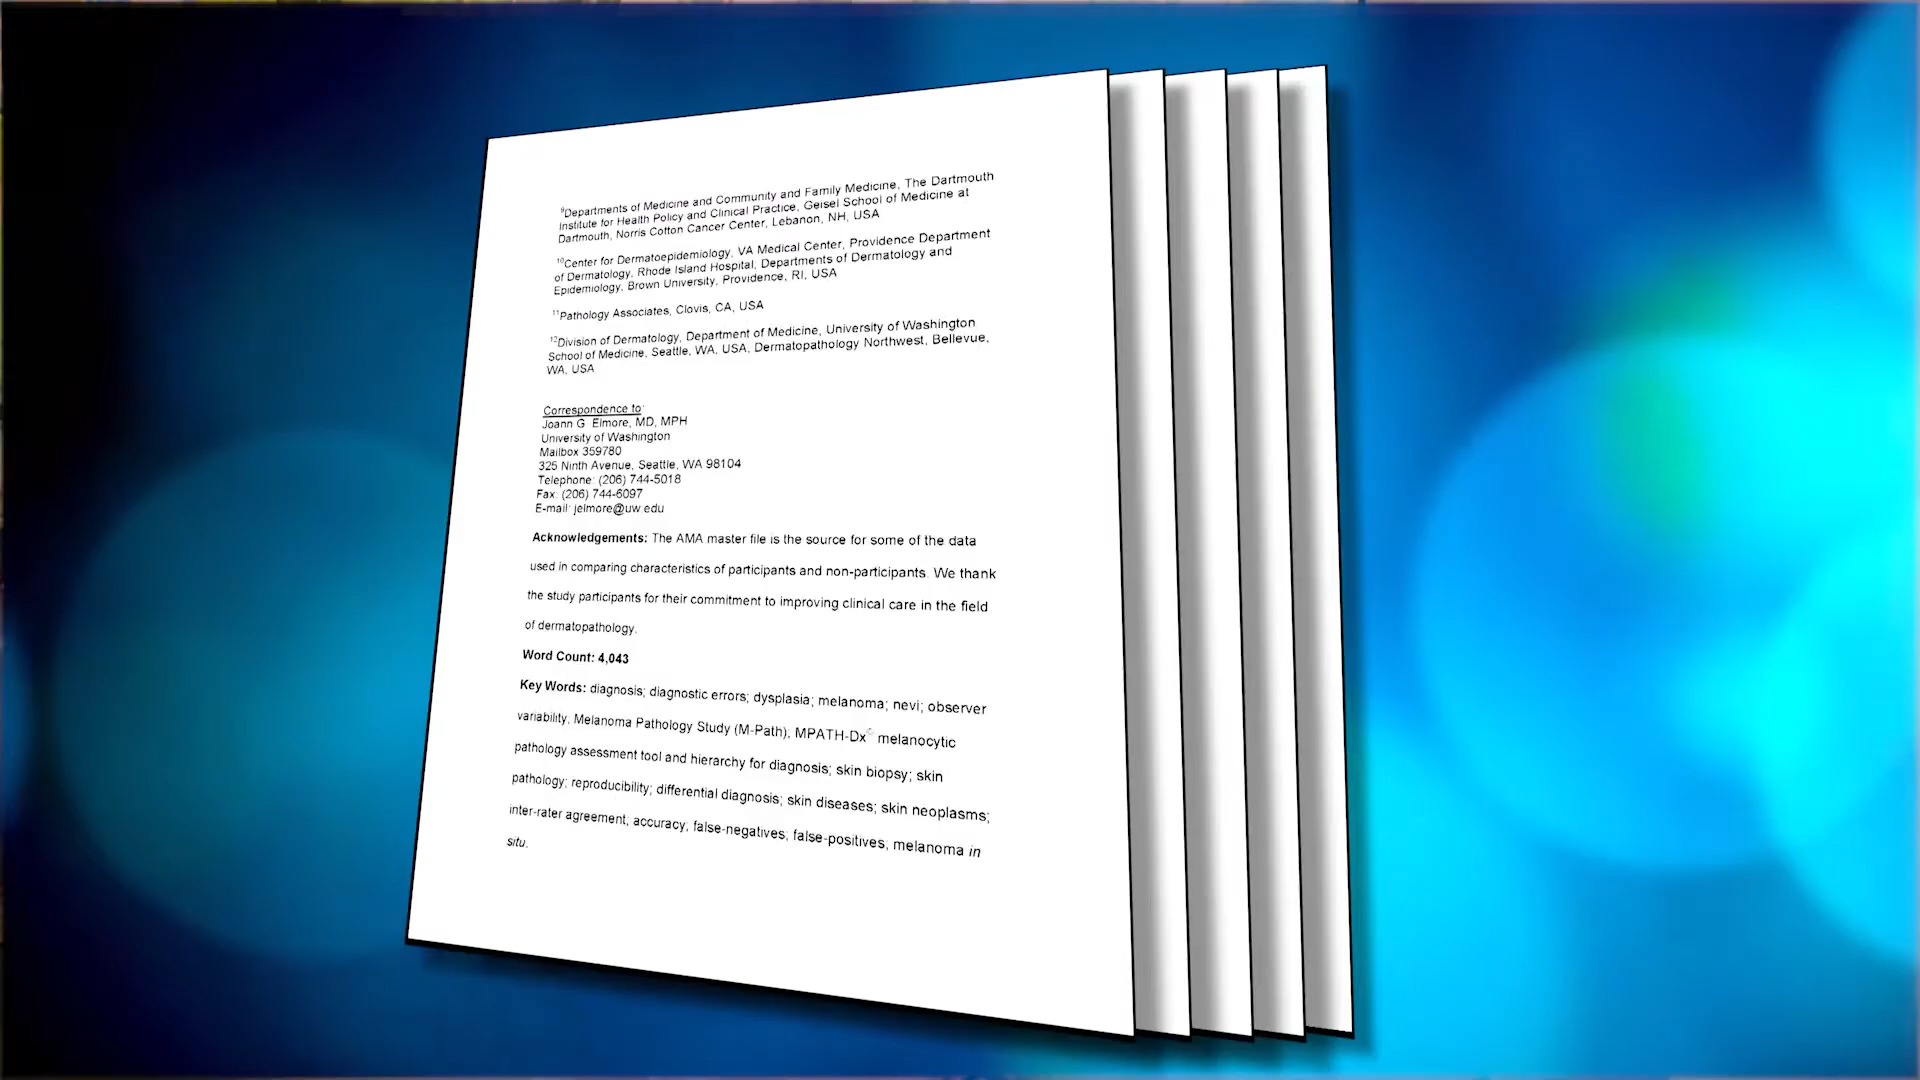 ⁹Departments of Medicine and Community and Family Medicine, The Dartmouth
Institute for Health Policy and Clinical Practice, Geisel School of Medicine at
Dartmouth, Norris Cotton Cancer Center, Lebanon, NH, USA
¹⁰Center for Dermatoepidemiology, VA Medical Center, Providence Department
of Dermatology, Rhode Island Hospital, Departments of Dermatology and
Epidemiology, Brown University, Providence, RI, USA
¹¹Pathology Associates, Clovis, CA, USA
¹²Division of Dermatology, Department of Medicine, University of Washington
School of Medicine, Seattle, WA, USA, Dermatopathology Northwest, Bellevue,
WA, USA
Correspondence to:
Joann G. Elmore, MD, MPH
University of Washington
Mailbox 359780
325 Ninth Avenue, Seattle, WA 98104
Telephone: (206) 744-5018
Fax: (206) 744-6097
E-mail: jelmore@uw.edu
Acknowledgements: The AMA master file is the source for some of the data
used in comparing characteristics of participants and non-participants. We thank
the study participants for their commitment to improving clinical care in the field
of dermatopathology.
Word Count: 4,043
Key Words: diagnosis; diagnostic errors; dysplasia; melanoma; nevi; observer
variability; Melanoma Pathology Study (M-Path); MPATH-Dx© melanocytic
pathology assessment tool and hierarchy for diagnosis; skin biopsy; skin
pathology; reproducibility; differential diagnosis; skin diseases; skin neoplasms;
inter-rater agreement; accuracy; false-negatives; false-positives; melanoma in
situ.